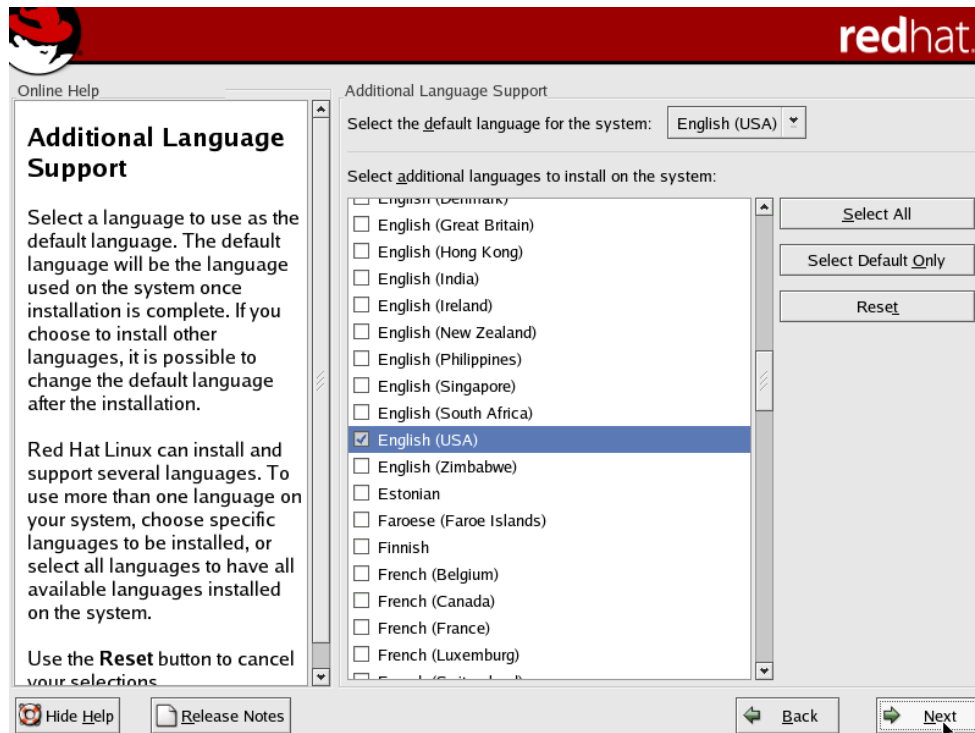 redhat.
Online Help
Additional Language
Support
Select a language to use as the
default language. The default
language will be the language
used on the system once
installation is complete. If you
choose to install other
languages, it is possible to
change the default language
after the installation.
Red Hat Linux can install and
support several languages. To
use more than one language on
your system, choose specific
languages to be installed, or
select all languages to have all
available languages installed
on the system.
Use the Reset button to cancel
your selections
Additional Language Support
Select the default language for the system: English (USA)
Select additional languages to install on the system:
English (Denmark)
English (Great Britain)
English (Hong Kong)
English (India)
English (Ireland)
English (New Zealand)
English (Philippines)
English (Singapore)
English (South Africa)
English (USA)
English (Zimbabwe)
Estonian
Faroese (Faroe Islands)
Finnish
French (Belgium)
French (Canada)
French (France)
French (Luxemburg)
Select All
Select Default Only
Reset
Hide Help
Release Notes
Back
Next